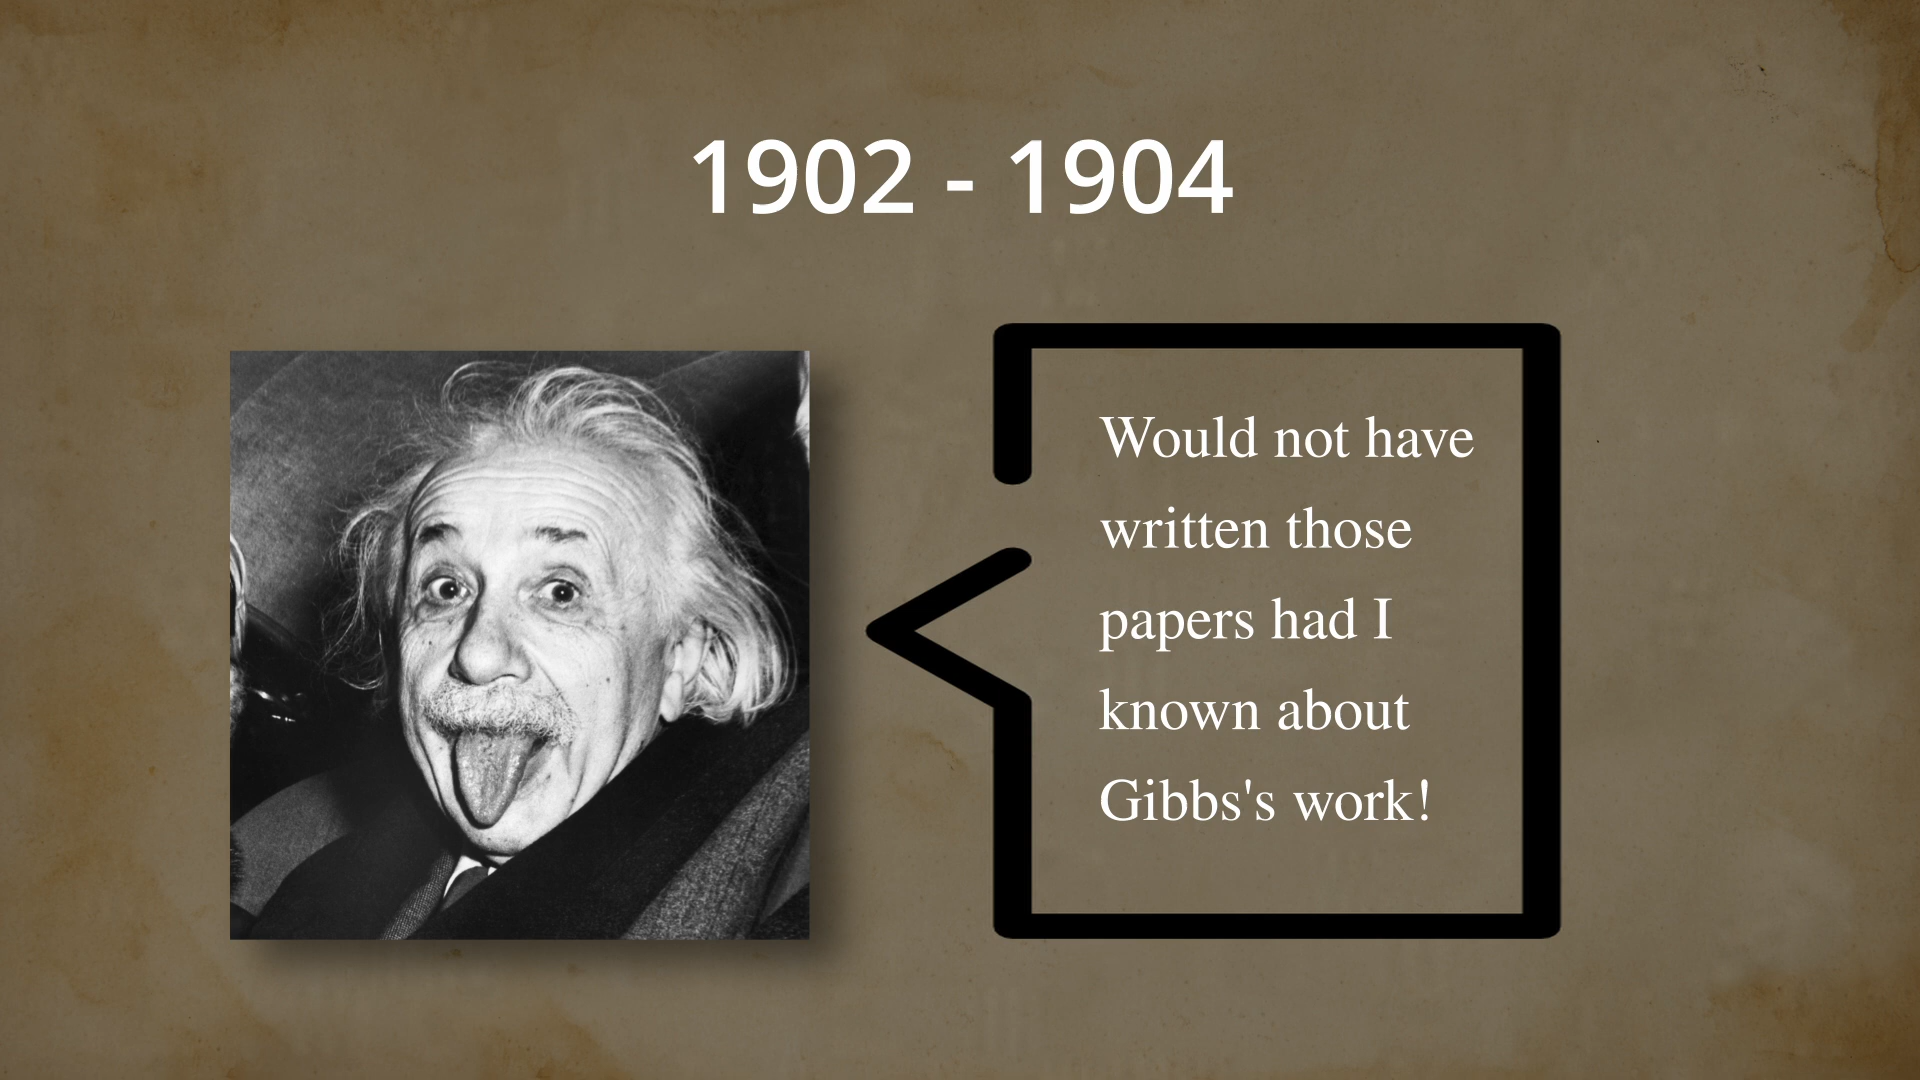 1902 - 1904
Would not have
written those
papers had I
known about
Gibbs's work!